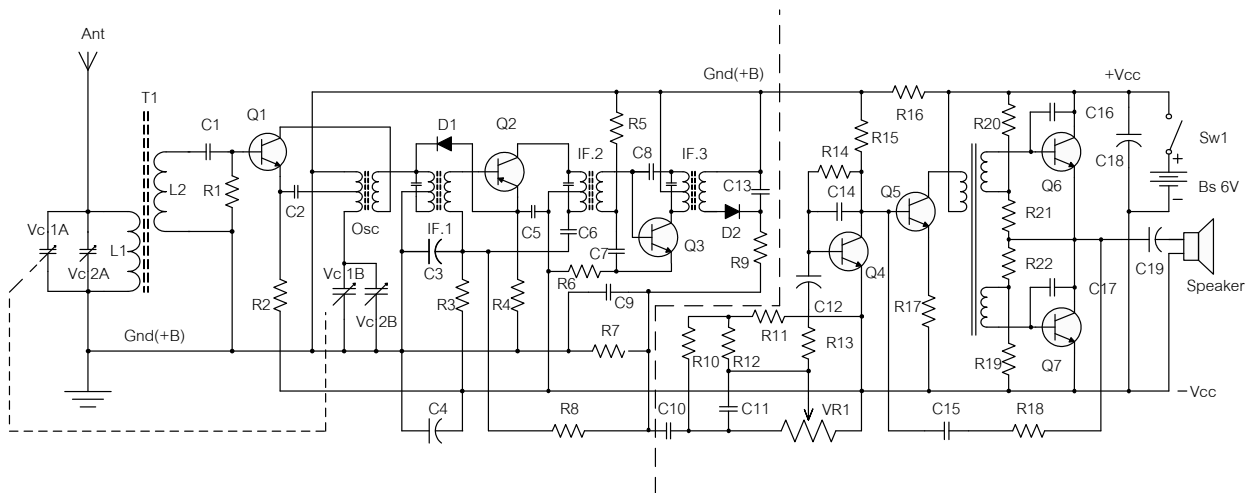 Ant
Gnd(+B)
+Vcc
T1
Q1
C1
D1
Q2
R5
C8
IF.2
IF.3
R16
R15
R20
C16
Sw1
R14
C18
L2
R1
C2
Osc
C13
C14
Q5
Q6
Bs 6V
Vc.1A
L1
Vc.2A
IF.1
C3
C5
C6
C7
Q3
D2
R9
Q4
R21
R22
C19
Speaker
R2
Vc.1B
Vc.2B
R3
R4
R6
C9
C12
R17
C17
Gnd(+B)
R7
R10
R12
R11
R13
R19
Q7
−Vcc
C4
R8
C10
C11
VR1
C15
R18